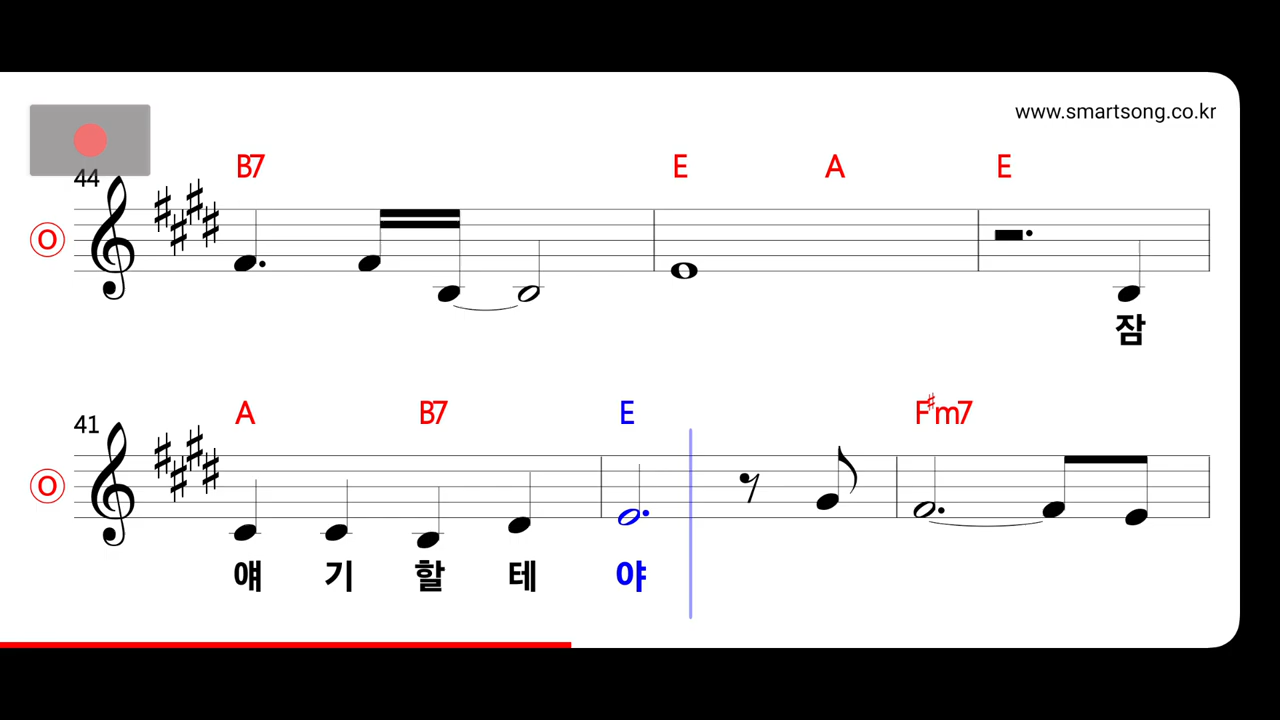 www.smartsong.co.kr
B7 E A E
44
O
잠
A B7 E F♯m7
41
O
얘 기 할 테 야